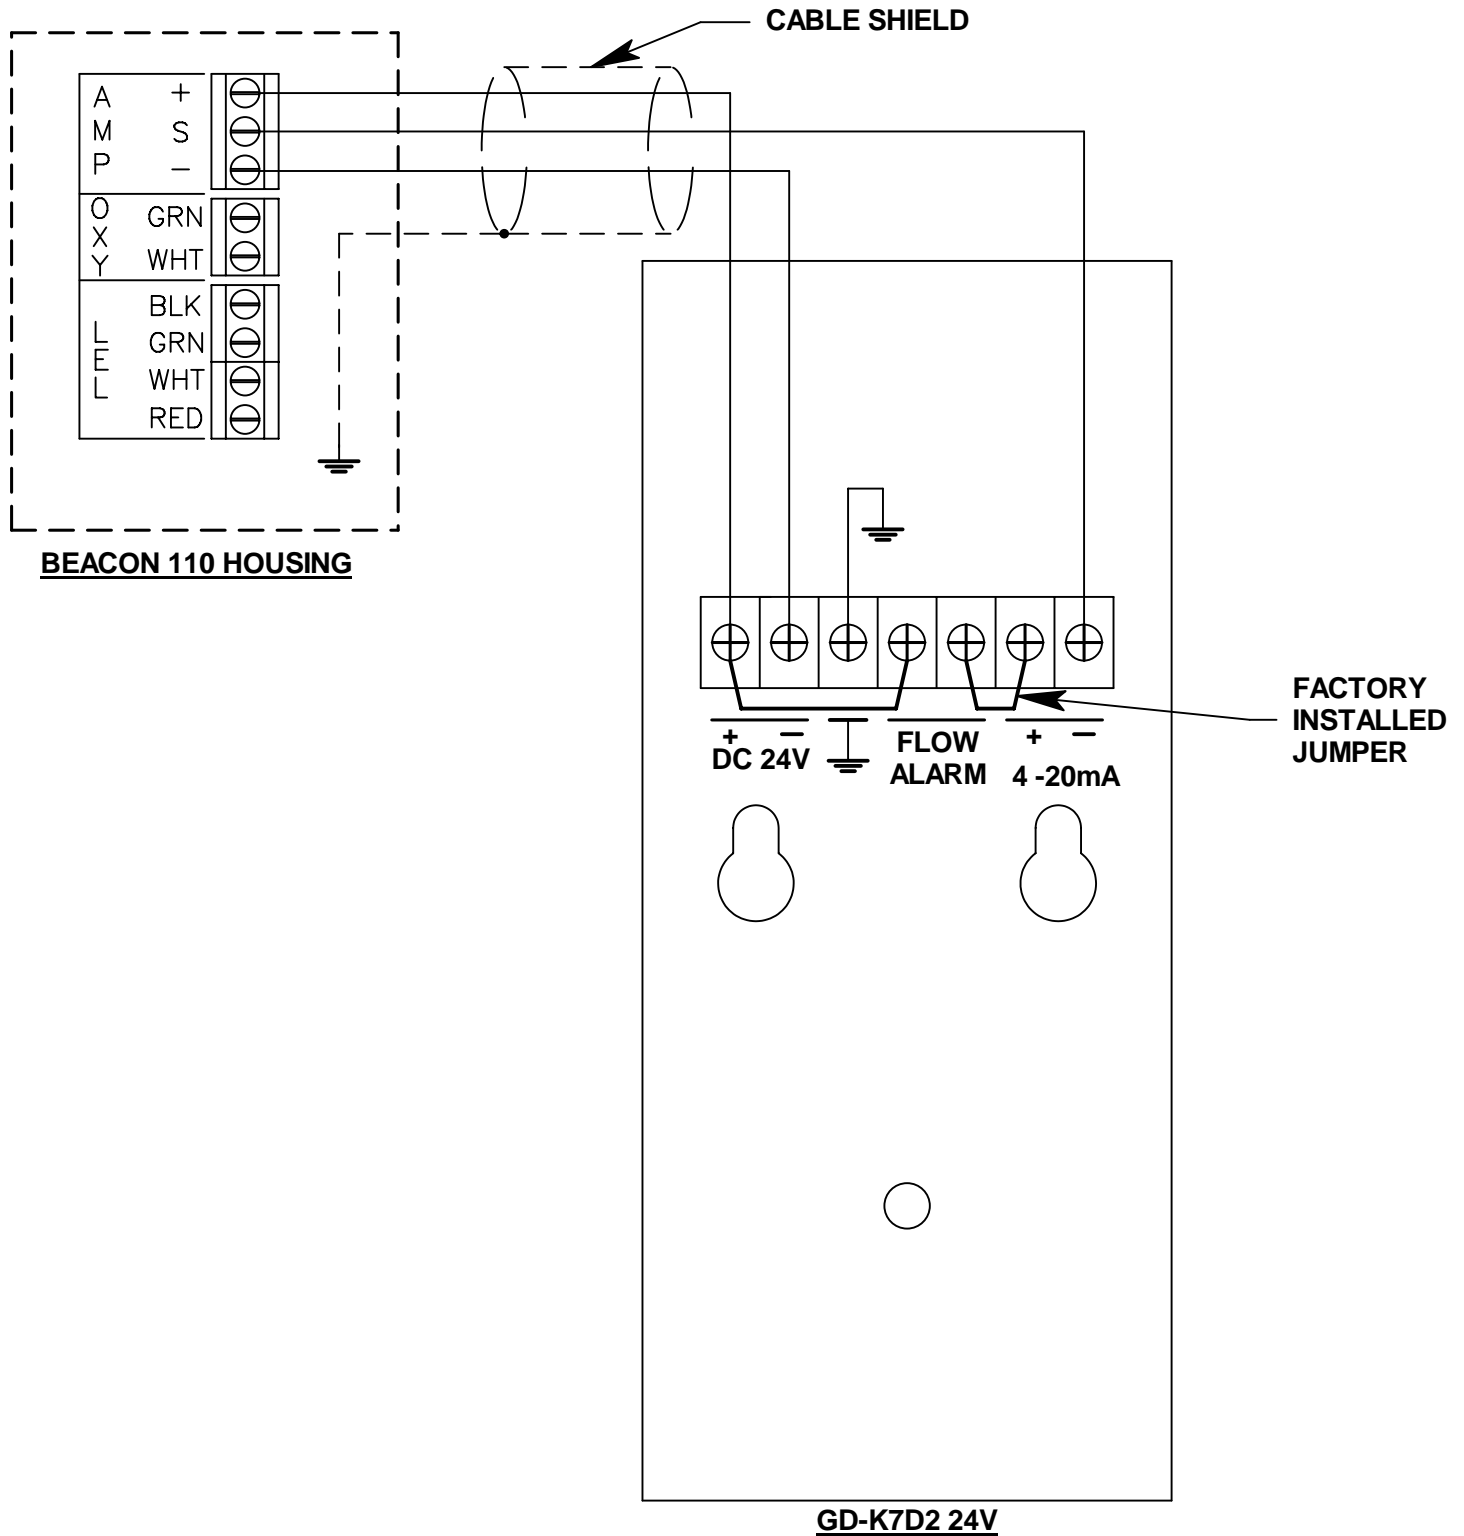 CABLE SHIELD
A
M
P
+
S
−
O
X
Y
GRN
WHT
L
E
L
BLK
GRN
WHT
RED
BEACON 110 HOUSING
FACTORY
INSTALLED
JUMPER
+ −
DC 24V
FLOW
ALARM
+ −
4 -20mA
GD-K7D2 24V